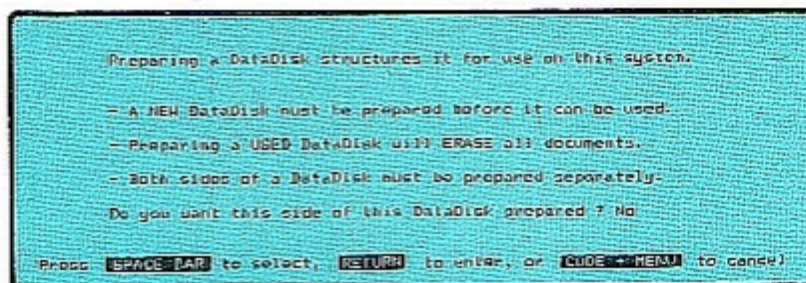 Preparing a DataDisk structures it for use on this system.
- A NEW DataDisk must be prepared before it can be used.
- Preparing a USED DataDisk will ERASE all documents.
- Both sides of a DataDisk must be prepared separately.
Do you want this side of this DataDisk prepared ? No
Press SPACE BAR to select, RETURN to enter, or CODE + MENU to cancel